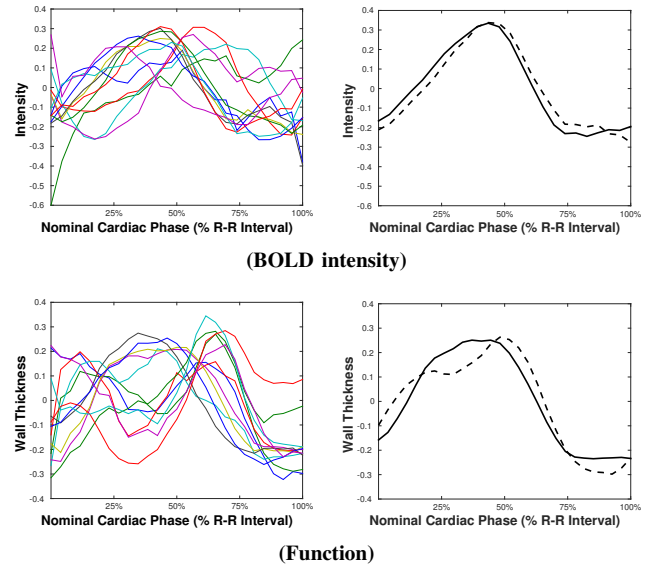 0.4
0.3
0.2
0.1
0
-0.1
-0.2
-0.3
-0.4
-0.5
-0.6
Intensity
25% 50% 75% 100%
Nominal Cardiac Phase (% R-R Interval)
0.4
0.3
0.2
0.1
0
-0.1
-0.2
-0.3
-0.4
-0.5
-0.6
Intensity
25% 50% 75% 100%
Nominal Cardiac Phase (% R-R Interval)
(BOLD intensity)
0.4
0.3
0.2
0.1
0
-0.1
-0.2
-0.3
-0.4
Wall Thickness
25% 50% 75% 100%
Nominal Cardiac Phase (% R-R Interval)
0.4
0.3
0.2
0.1
0
-0.1
-0.2
-0.3
-0.4
Wall Thickness
25% 50% 75% 100%
Nominal Cardiac Phase (% R-R Interval)
(Function)